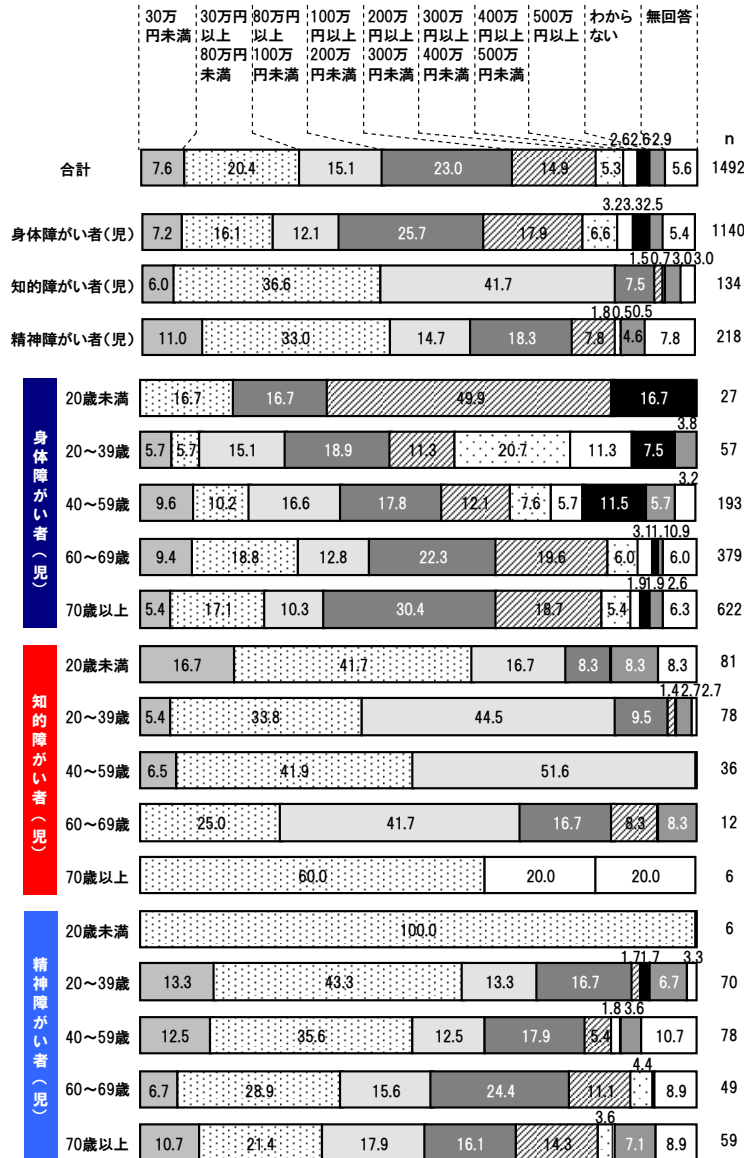 30万円未満
30万円以上80万円未満
80万円以上100万円未満
100万円以上200万円未満
200万円以上300万円未満
300万円以上400万円未満
400万円以上500万円未満
500万円以上
わからない
無回答
n
2.6 2.6 2.9
合計 7.6 20.4 15.1 23.0 14.9 5.3 5.6 1492
3.2 3.3 2.5
身体障がい者(児) 7.2 16.1 12.1 25.7 17.9 6.6 5.4 1140
1.5 0.7 3.0 3.0
知的障がい者(児) 6.0 36.6 41.7 7.5 134
1.8 0.5 0.5
精神障がい者(児) 11.0 33.0 14.7 18.3 7.8 4.6 7.8 218
身体障がい者(児)
20歳未満 16.7 16.7 49.9 16.7 27
3.8
20～39歳 5.7 5.7 15.1 18.9 11.3 20.7 11.3 7.5 57
3.2
40～59歳 9.6 10.2 16.6 17.8 12.1 7.6 5.7 11.5 5.7 193
3.1 1.1 0.9
60～69歳 9.4 18.8 12.8 22.3 19.6 6.0 6.0 379
1.9 1.9 2.6
70歳以上 5.4 17.1 10.3 30.4 18.7 5.4 6.3 622
知的障がい者(児)
20歳未満 16.7 41.7 16.7 8.3 8.3 8.3 81
1.4 2.7 2.7
20～39歳 5.4 33.8 44.5 9.5 78
40～59歳 6.5 41.9 51.6 36
60～69歳 25.0 41.7 16.7 8.3 8.3 12
70歳以上 60.0 20.0 20.0 6
精神障がい者(児)
20歳未満 100.0 6
1.7 1.7 3.3
20～39歳 13.3 43.3 13.3 16.7 6.7 70
1.8 3.6
40～59歳 12.5 35.6 12.5 17.9 5.4 10.7 78
4.4
60～69歳 6.7 28.9 15.6 24.4 11.1 8.9 49
3.6
70歳以上 10.7 21.4 17.9 16.1 14.3 7.1 8.9 59